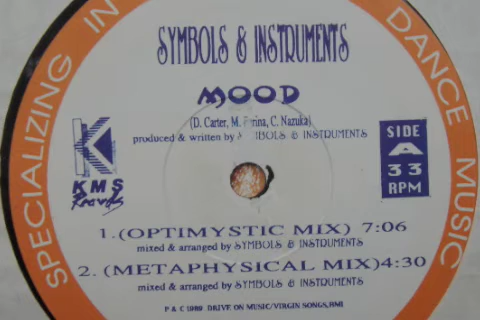 SPECIALIZING IN
DANCE MUSIC
SYMBOLS & INSTRUMENTS
MOOD
(D. Carter, M. C. Nazuka)
produced & written by & INSTRUMENTS
K
KMS
Records
SIDE
A
33
RPM
1.(OPTIMYSTIC MIX) 7:06
mixed & arranged by SYMBOLS & INSTRUMENTS
2. (METAPHYSICAL MIX)4:30
mixed & arranged by SYMBOLS & INSTRUMENTS
P & C 1989 DRIVE ON MUSIC/VIRGIN SONGS, BMI